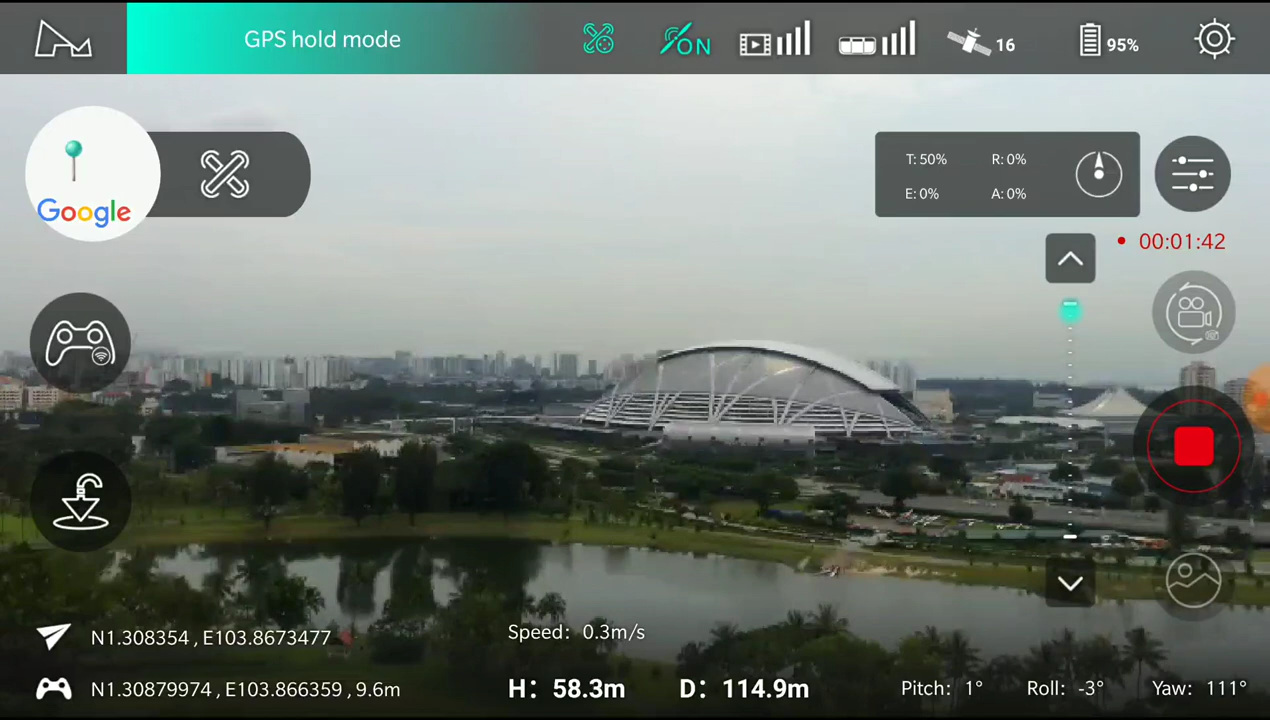 GPS hold mode
ON
16
95%
Google
T: 50% R: 0%
E: 0% A: 0%
00:01:42
N1.308354 , E103.8673477
Speed: 0.3m/s
N1.30879974 , E103.866359 , 9.6m
H: 58.3m D: 114.9m
Pitch: 1° Roll: -3° Yaw: 111°